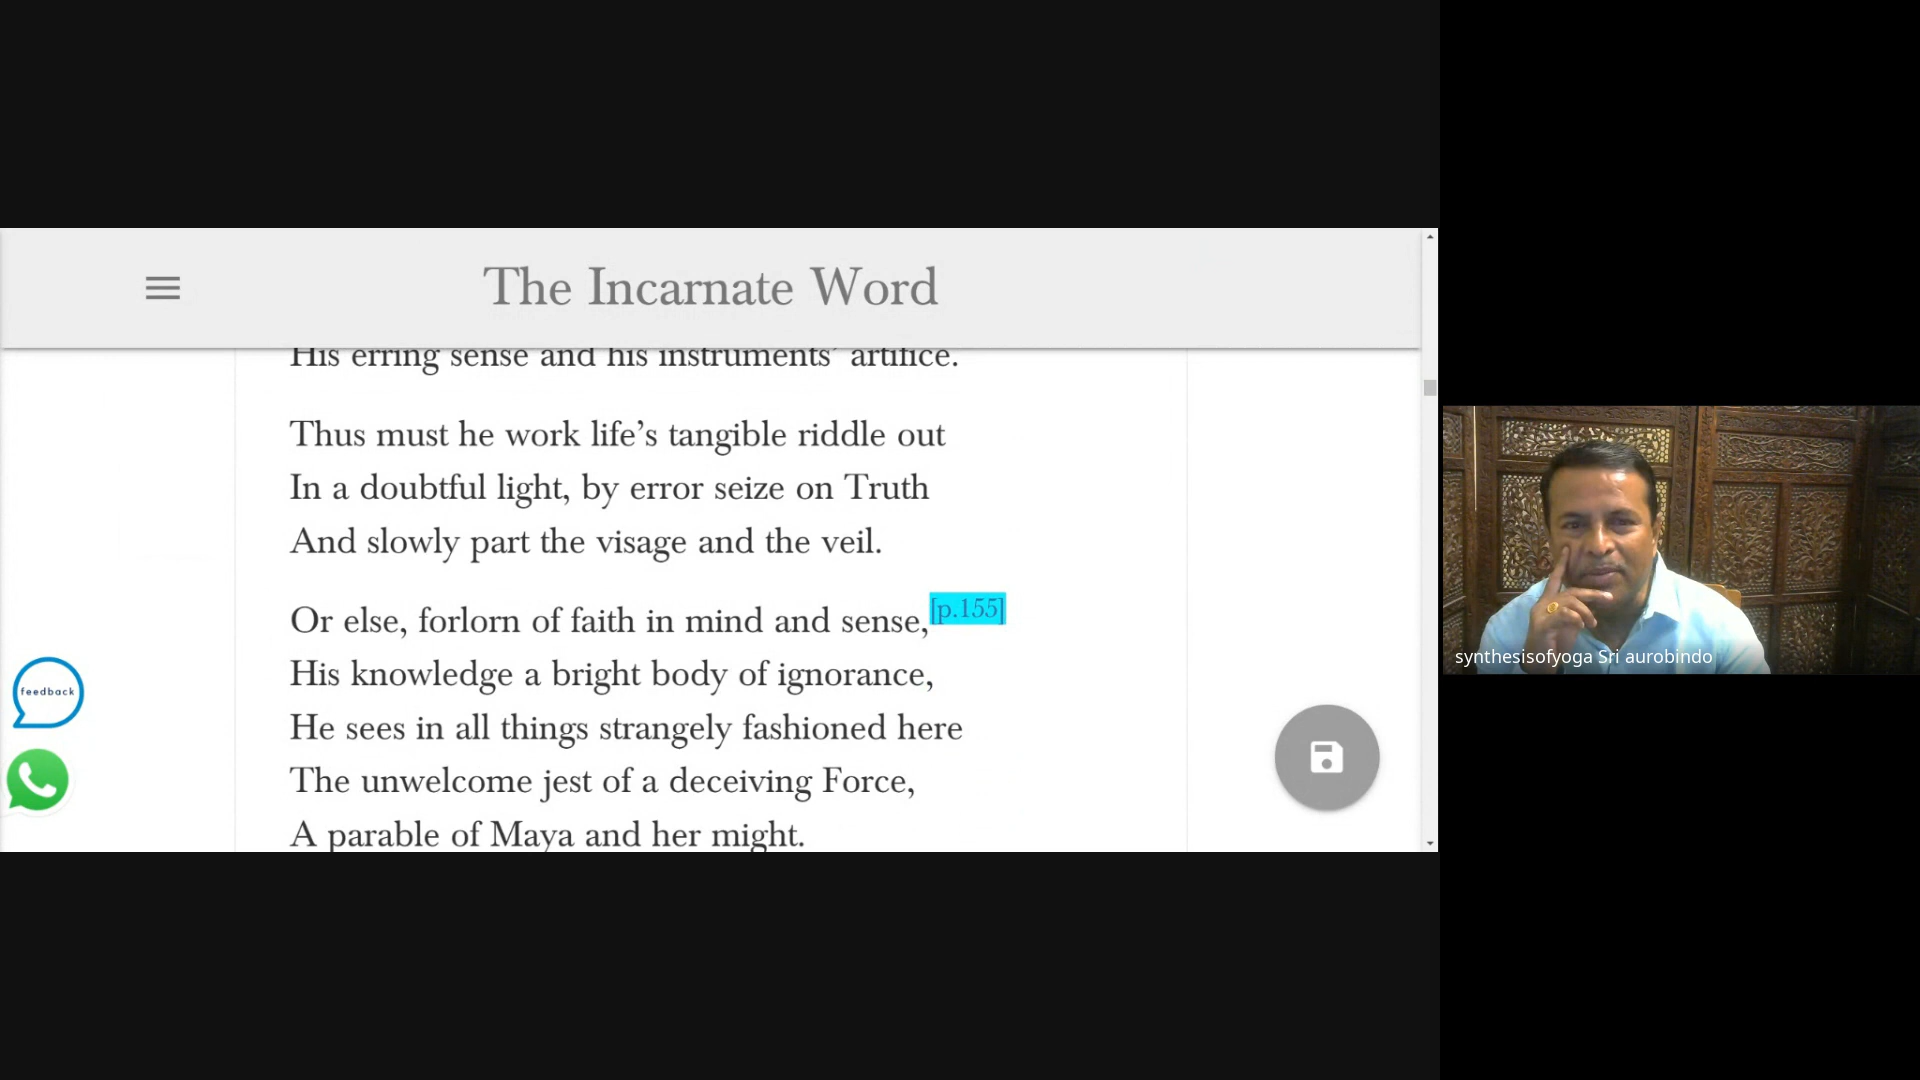 The Incarnate Word
His erring sense and his instruments’ artifice.
Thus must he work life’s tangible riddle out
In a doubtful light, by error seize on Truth
And slowly part the visage and the veil.
Or else, forlorn of faith in mind and sense,[p.155]
His knowledge a bright body of ignorance,
He sees in all things strangely fashioned here
The unwelcome jest of a deceiving Force,
A parable of Maya and her might.
feedback
synthesisofyoga Sri aurobindo